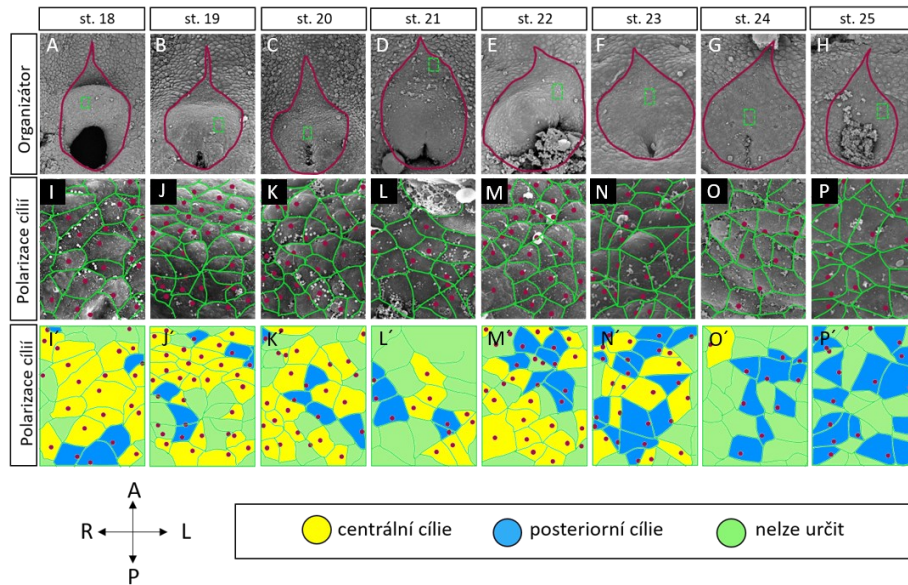 st. 18 st. 19 st. 20 st. 21 st. 22 st. 23 st. 24 st. 25
Organizátor
A B C D E F G H
Polarizace cílií
I J K L M N O P
Polarizace cílií
I´ J´ K´ L´ M´ N´ O´ P´
A
R L
P
centrální cílie posteriorní cílie nelze určit